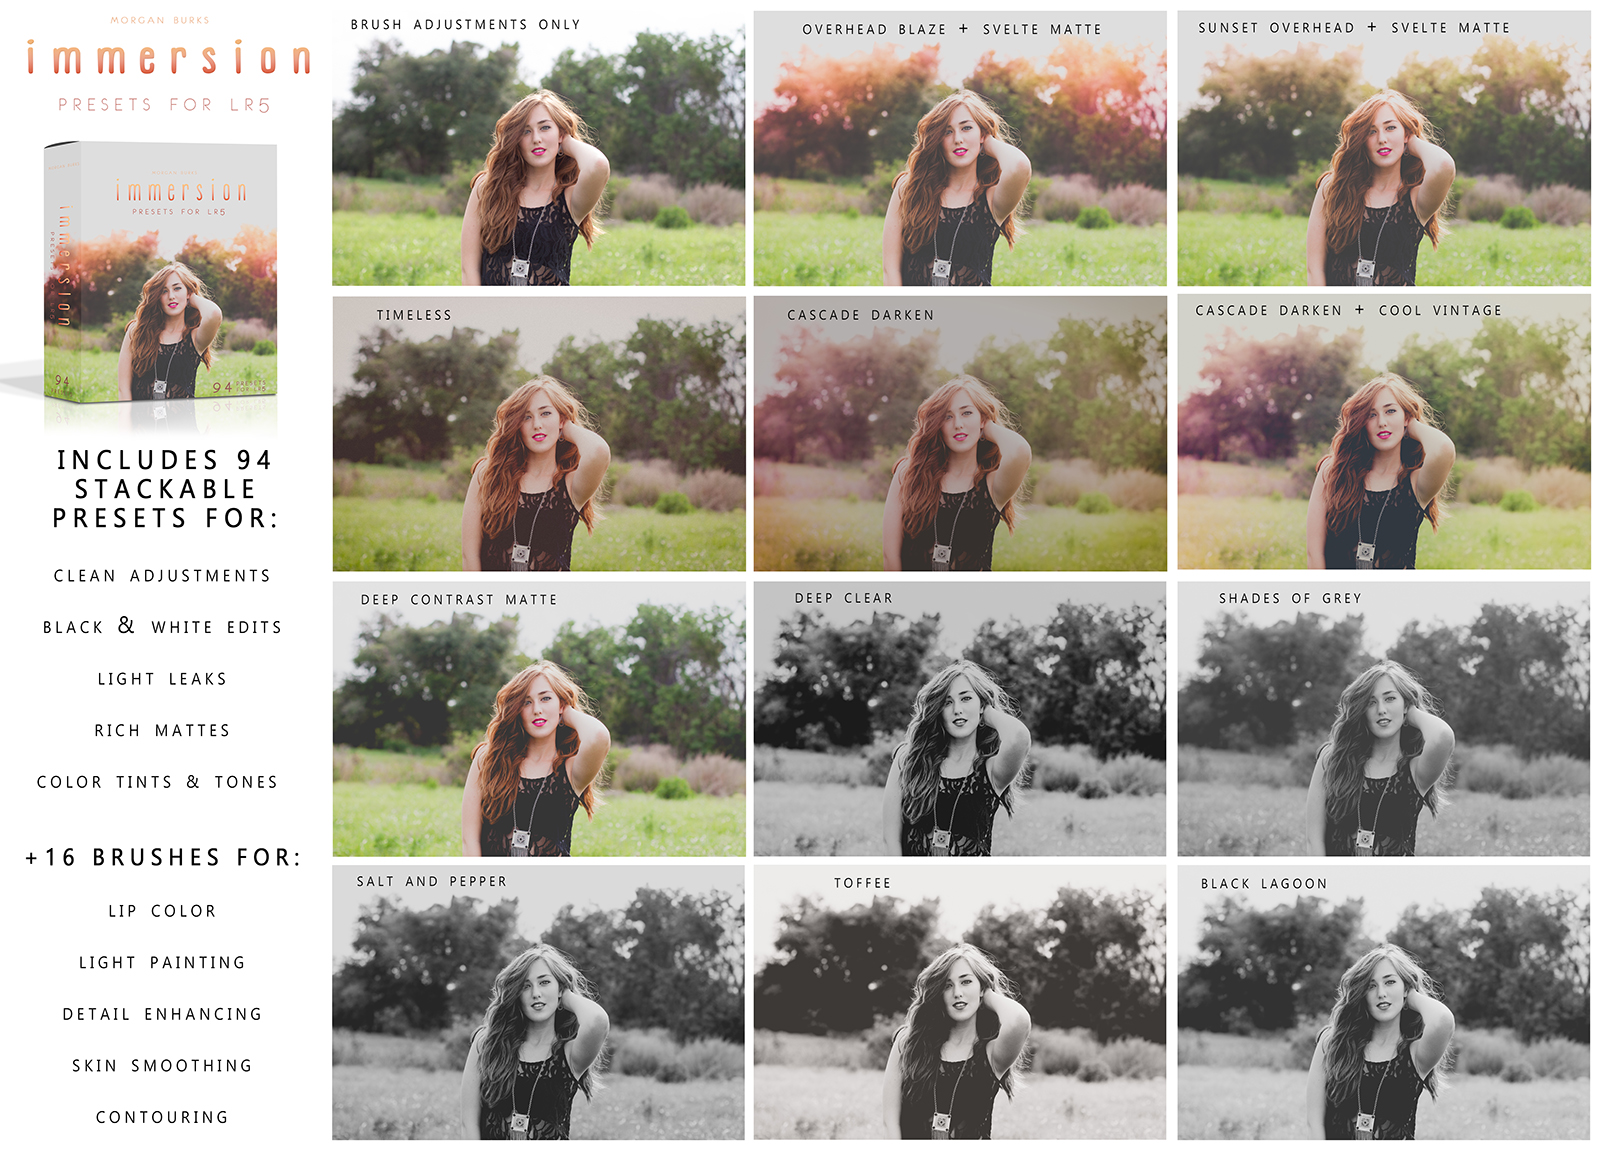 MORGAN BURKS
immersion
PRESETS FOR LR5
immersion
PRESETS FOR LR5
immersion
94
94 PRESETS
FOR LR5
INCLUDES 94
STACKABLE
PRESETS FOR:
CLEAN ADJUSTMENTS
BLACK & WHITE EDITS
LIGHT LEAKS
RICH MATTES
COLOR TINTS & TONES
+16 BRUSHES FOR:
LIP COLOR
LIGHT PAINTING
DETAIL ENHANCING
SKIN SMOOTHING
CONTOURING
BRUSH ADJUSTMENTS ONLY
OVERHEAD BLAZE + SVELTE MATTE
SUNSET OVERHEAD + SVELTE MATTE
TIMELESS
CASCADE DARKEN
CASCADE DARKEN + COOL VINTAGE
DEEP CONTRAST MATTE
DEEP CLEAR
SHADES OF GREY
SALT AND PEPPER
TOFFEE
BLACK LAGOON